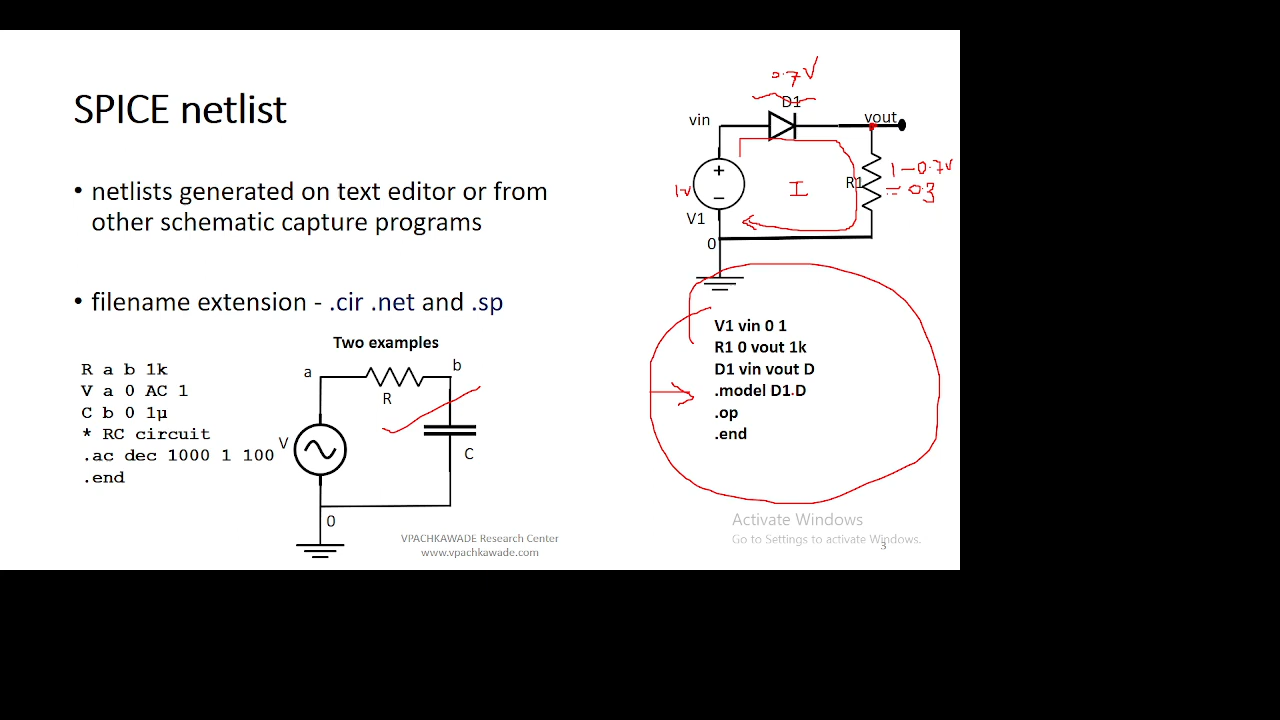 SPICE netlist
• netlists generated on text editor or from
other schematic capture programs
• filename extension - .cir .net and .sp
Two examples
R a b 1k
V a 0 AC 1
C b 0 1µ
* RC circuit
.ac dec 1000 1 100
.end
a
b
R
V
C
0
0.7V
D1
vin
vout
1v
I
R1
1-0.7V
= 0.3
V1
0
V1 vin 0 1
R1 0 vout 1k
D1 vin vout D
.model D1.D
.op
.end
VPACHKAWADE Research Center
www.vpachkawade.com
Activate Windows
Go to Settings to activate Windows.
3